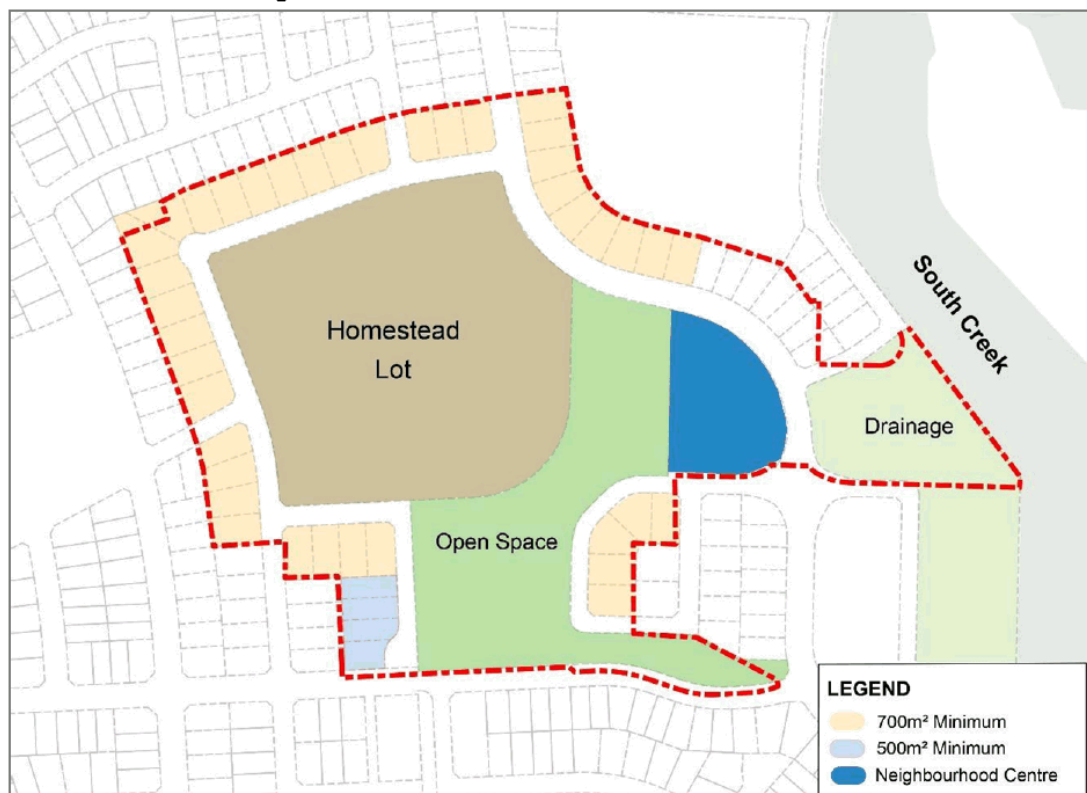 Homestead
Lot
South Creek
Drainage
Open Space
LEGEND
700m² Minimum
500m² Minimum
Neighbourhood Centre